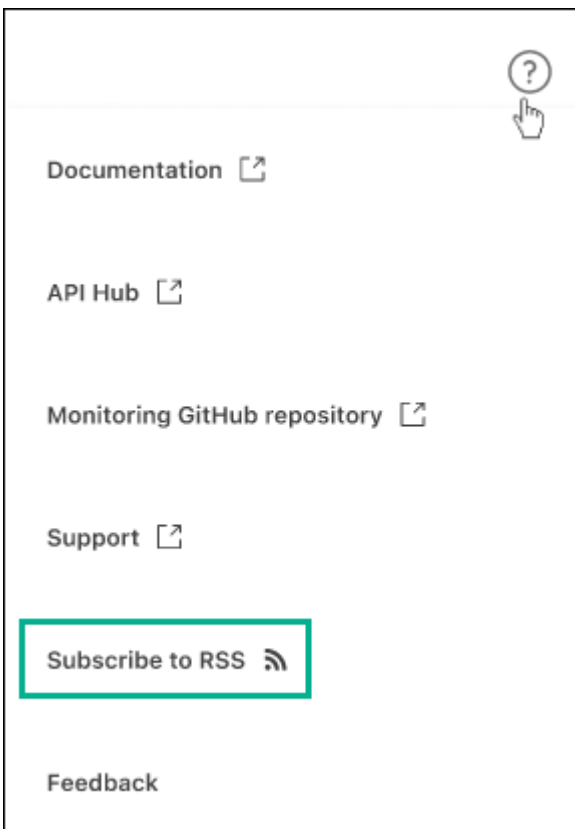 ?
Documentation
API Hub
Monitoring GitHub repository
Support
Subscribe to RSS
Feedback